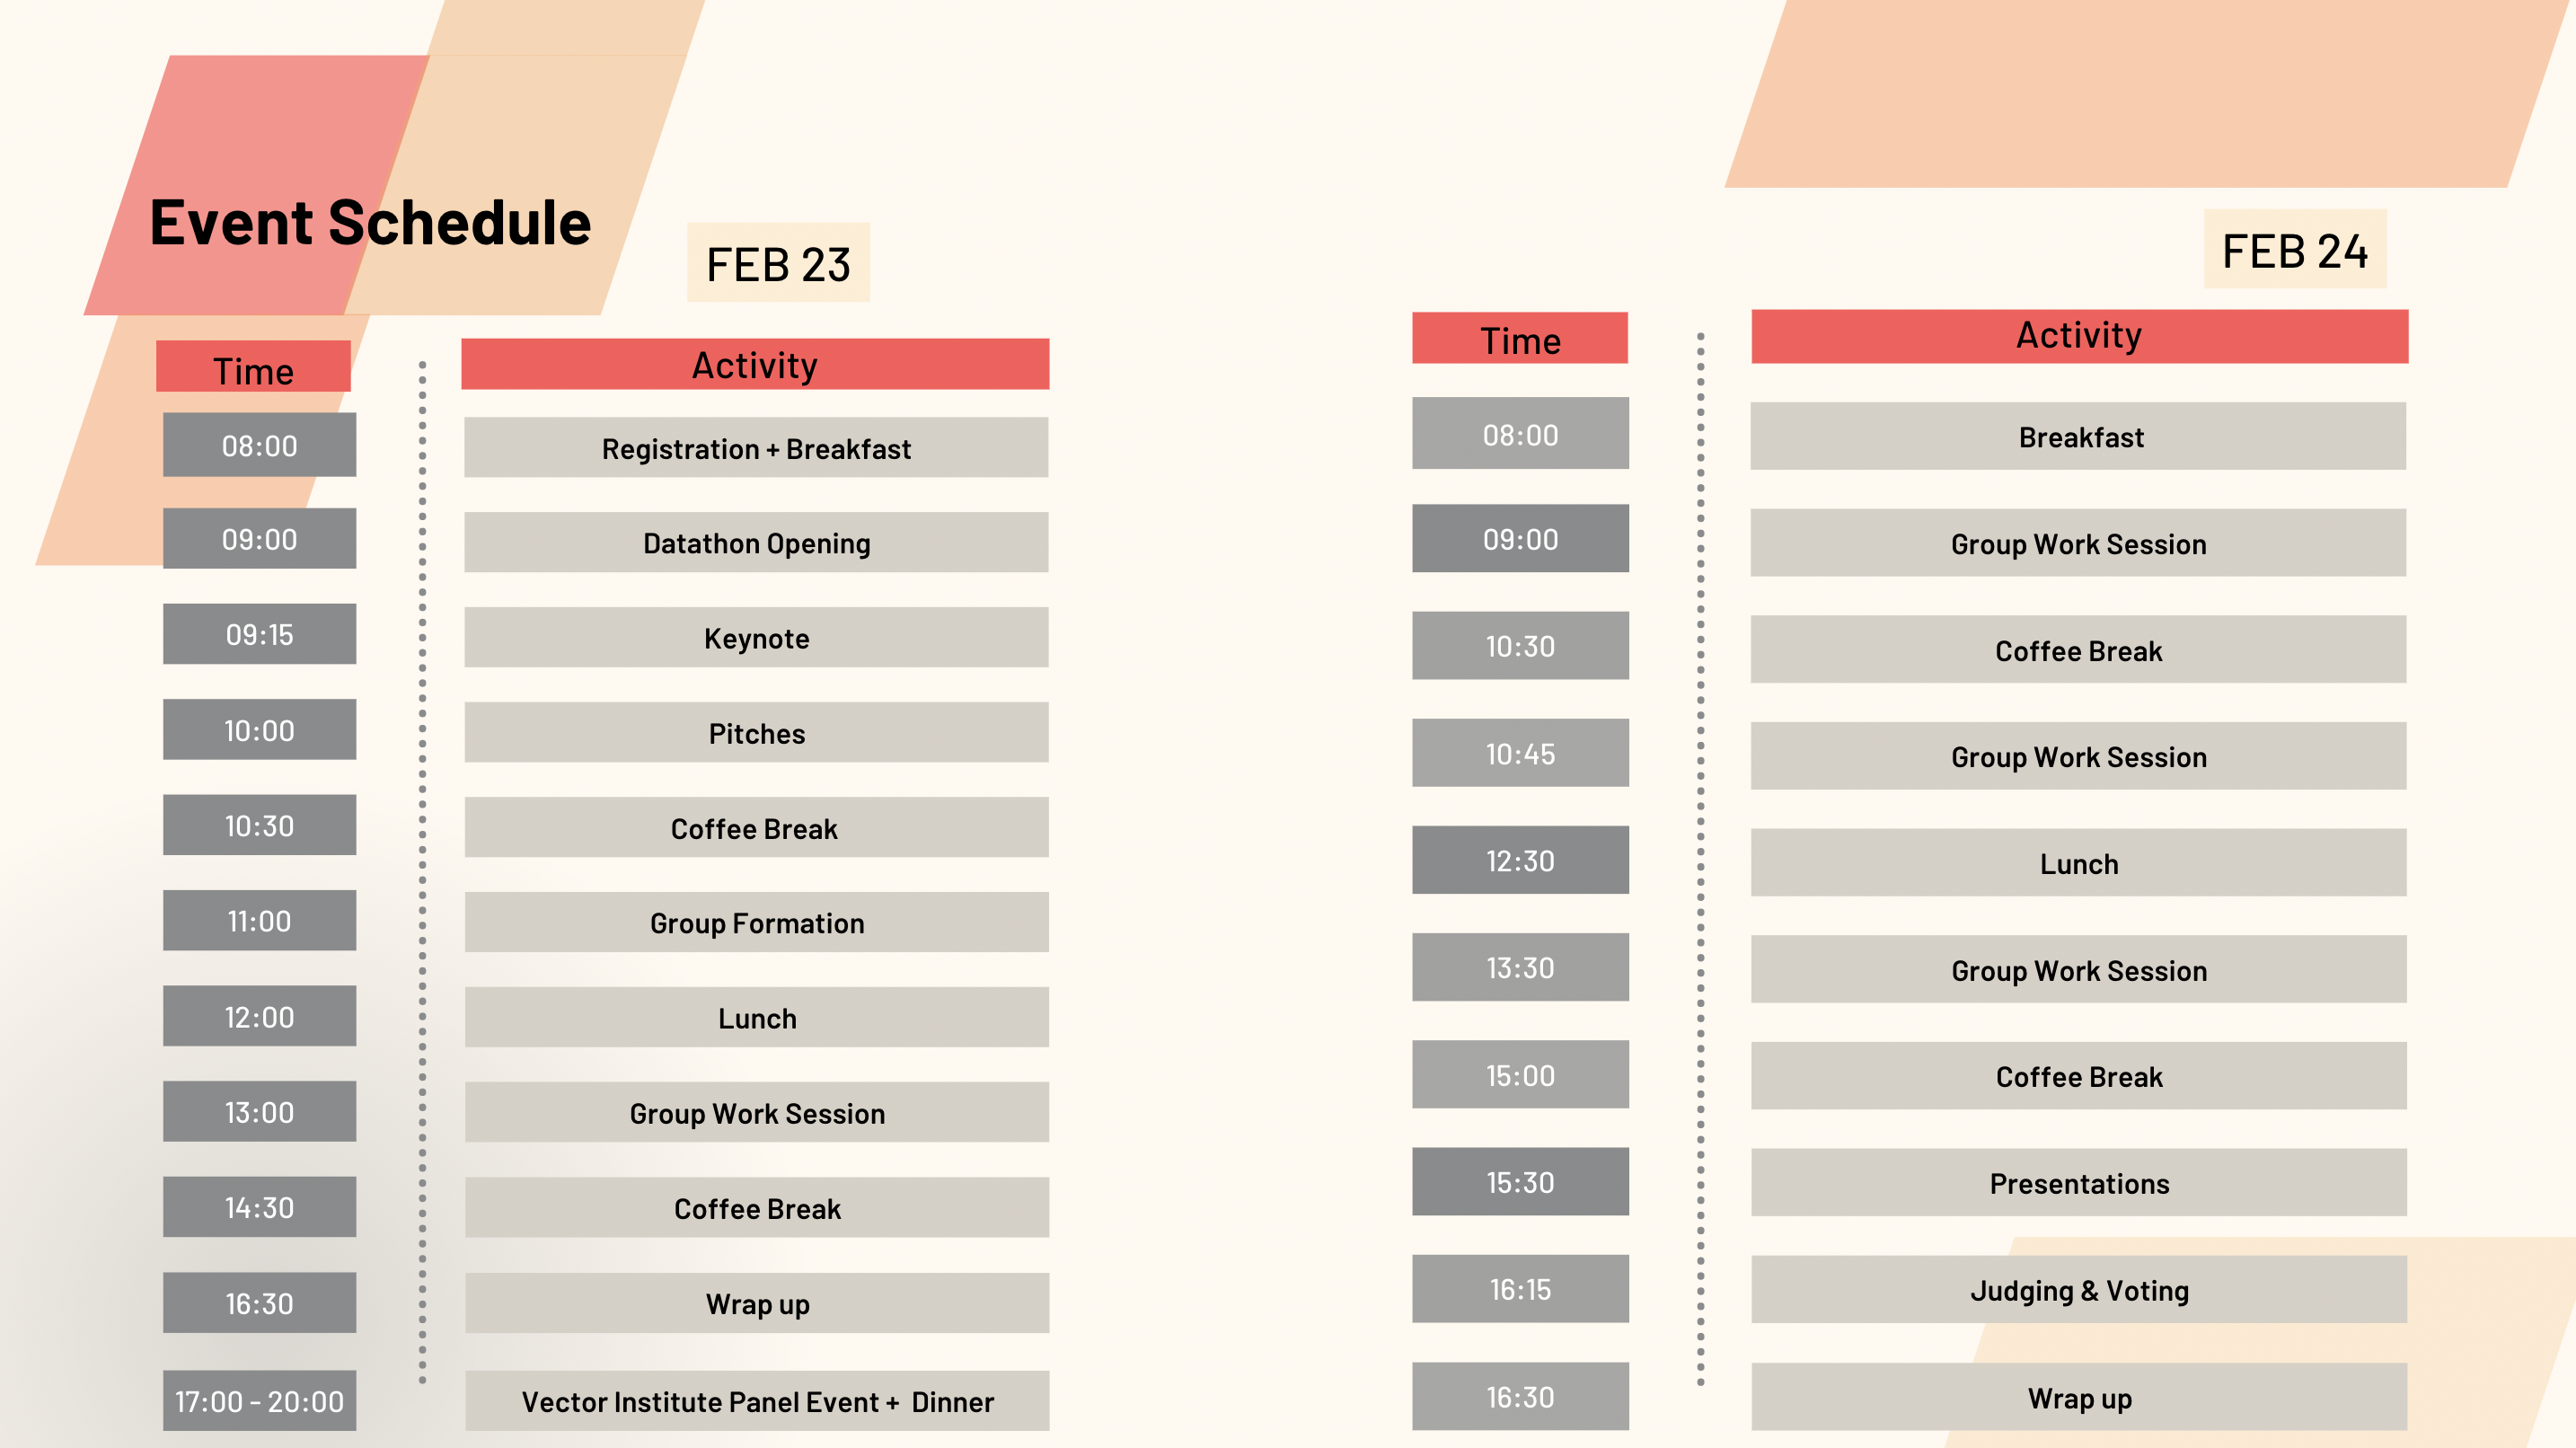 Event Schedule
FEB 23
Time Activity
08:00 Registration + Breakfast
09:00 Datathon Opening
09:15 Keynote
10:00 Pitches
10:30 Coffee Break
11:00 Group Formation
12:00 Lunch
13:00 Group Work Session
14:30 Coffee Break
16:30 Wrap up
17:00 - 20:00 Vector Institute Panel Event + Dinner
FEB 24
Time Activity
08:00 Breakfast
09:00 Group Work Session
10:30 Coffee Break
10:45 Group Work Session
12:30 Lunch
13:30 Group Work Session
15:00 Coffee Break
15:30 Presentations
16:15 Judging & Voting
16:30 Wrap up